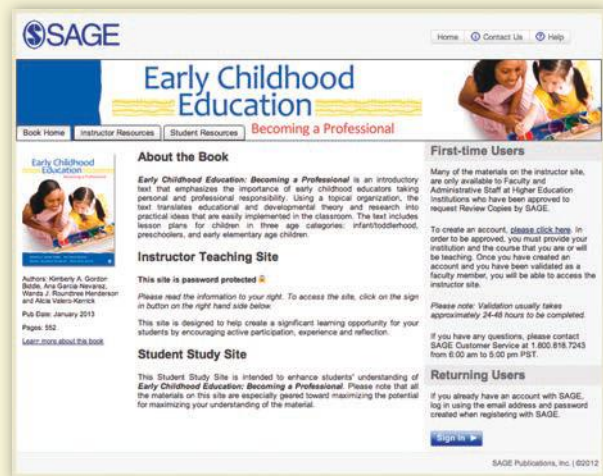 SAGE
Home Contact Us Help
Early Childhood
Education
Becoming a Professional
Book Home Instructor Resources Student Resources
Early Childhood
Education
Becoming a Professional
Authors: Kimberly A. Gordon
Biddle, Ana Garcia-Nevarez,
Wanda J. Roundtree Henderson
and Alicia Valero-Kerrick
Pub Date: January 2013
Pages: 552
Learn more about this book
About the Book
Early Childhood Education: Becoming a Professional is an introductory
text that emphasizes the importance of early childhood educators taking
personal and professional responsibility. Using a topical organization, the
text translates educational and developmental theory and research into
practical ideas that are easily implemented in the classroom. The text includes
lesson plans for children in three age categories: infant/toddlerhood,
preschoolers, and early elementary age children.
Instructor Teaching Site
This site is password protected
Please read the information to your right. To access the site, click on the sign
in button on the right hand side below.
This site is designed to help create a significant learning opportunity for your
students by encouraging active participation, experience and reflection.
Student Study Site
This Student Study Site is intended to enhance students' understanding of
Early Childhood Education: Becoming a Professional. Please note that all
the materials on this site are especially geared toward maximizing the potential
for maximizing your understanding of the material.
First-time Users
Many of the materials on the instructor site,
are only available to Faculty and
Administrative Staff at Higher Education
Institutions who have been approved to
request Review Copies by SAGE.
To create an account, please click here. In
order to be approved, you must provide your
institution and the course that you are or will
be teaching. Once you have created an
account and you have been validated as a
faculty member, you will be able to access the
instructor site.
Please note: Validation usually takes
approximately 24-48 hours to be completed.
If you have any questions, please contact
SAGE Customer Service at 1.800.818.7243
from 6:00 am to 5:00 pm PST.
Returning Users
If you already have an account with SAGE,
log in using the email address and password
created when registering with SAGE.
Sign In
SAGE Publications, Inc. | ©2012